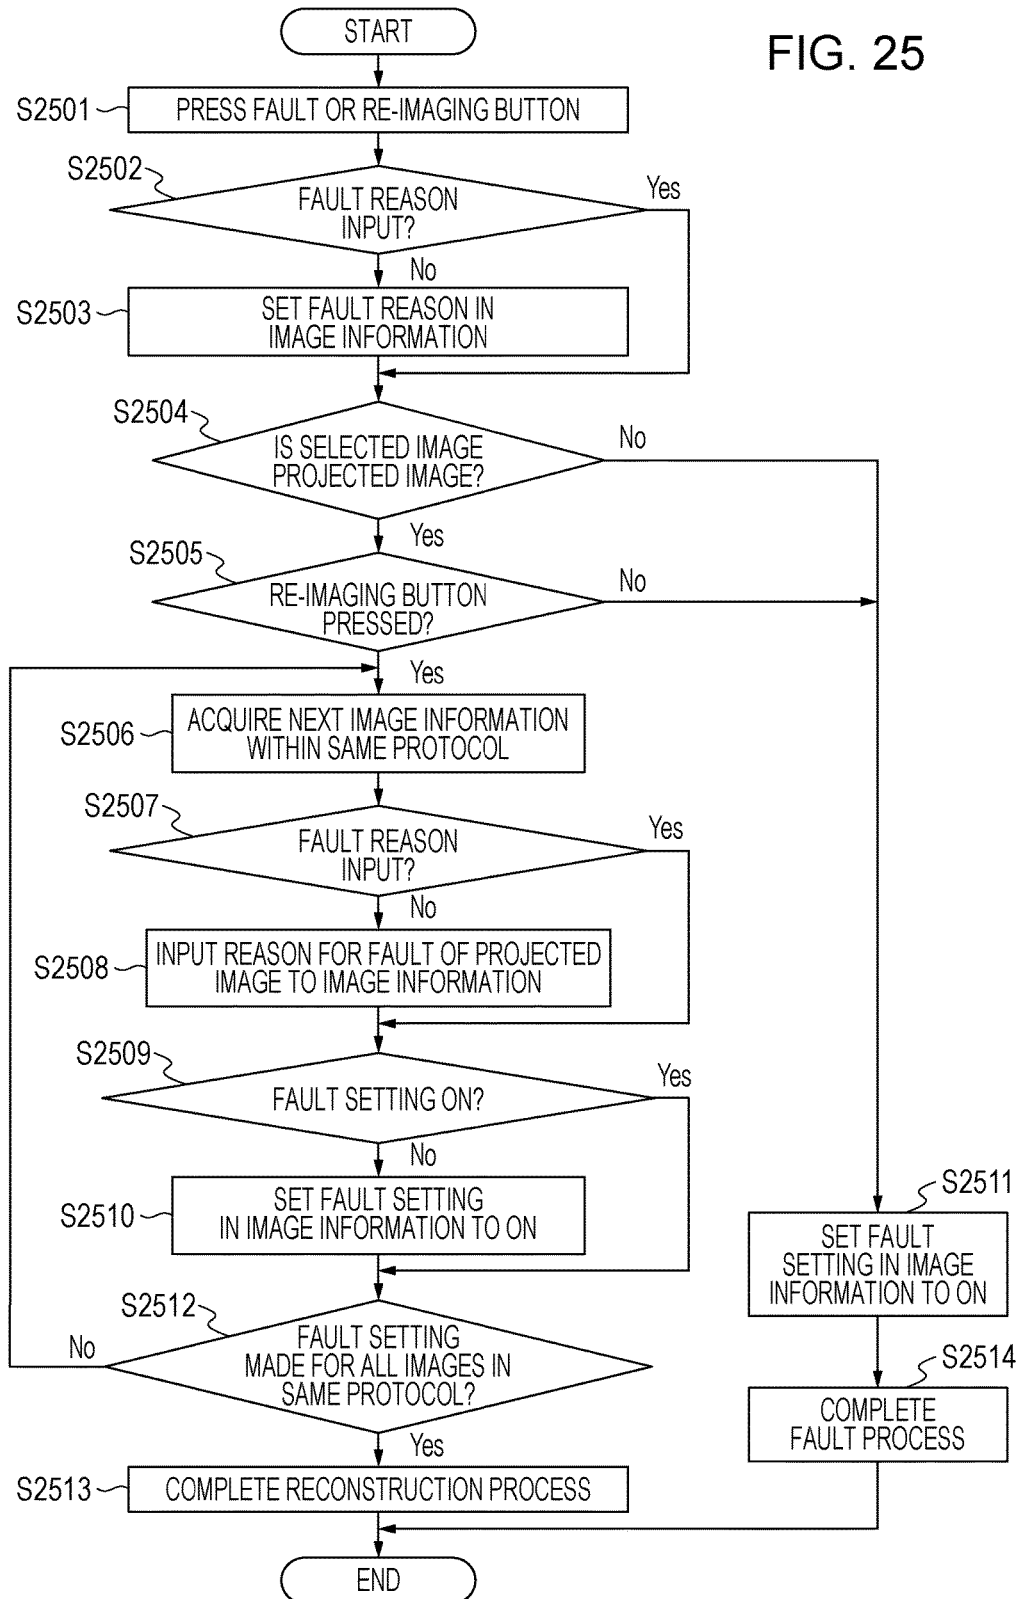 START
FIG. 25
S2501
PRESS FAULT OR RE-IMAGING BUTTON
S2502
FAULT REASON
INPUT?
Yes
No
S2503
SET FAULT REASON IN
IMAGE INFORMATION
S2504
IS SELECTED IMAGE
PROJECTED IMAGE?
No
Yes
S2505
RE-IMAGING BUTTON
PRESSED?
No
Yes
S2506
ACQUIRE NEXT IMAGE INFORMATION
WITHIN SAME PROTOCOL
S2507
FAULT REASON
INPUT?
Yes
No
S2508
INPUT REASON FOR FAULT OF PROJECTED
IMAGE TO IMAGE INFORMATION
S2509
FAULT SETTING ON?
Yes
No
S2510
SET FAULT SETTING
IN IMAGE INFORMATION TO ON
S2511
SET FAULT
SETTING IN IMAGE
INFORMATION TO ON
S2512
FAULT SETTING
MADE FOR ALL IMAGES IN
SAME PROTOCOL?
No
Yes
S2514
COMPLETE
FAULT PROCESS
S2513
COMPLETE RECONSTRUCTION PROCESS
END